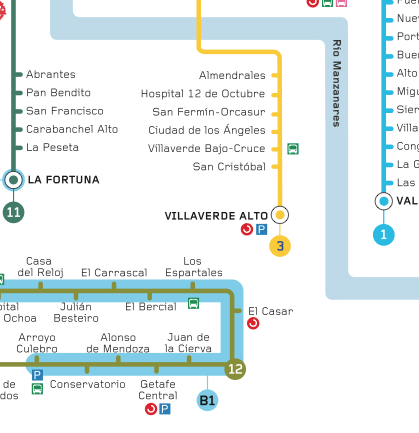 Abrantes
Pan Bendito
San Francisco
Carabanchel Alto
La Peseta
LA FORTUNA
11
Almendrales
Hospital 12 de Octubre
San Fermín-Orcasur
Ciudad de los Ángeles
Villaverde Bajo-Cruce
San Cristóbal
VILLAVERDE ALTO
P
3
Río Manzanares
Nue
Port
Bue
Alto
Migu
Sier
Villa
Cong
La G
Las
VAL
1
Casa
del Reloj
El Carrascal
Los
Espartales
pital
Ochoa
Julián
Besteiro
El Bercial
El Casar
Arroyo
Culebro
Alonso
de Mendoza
Juan de
la Cierva
12
P
de
dos
Conservatorio
Getafe
Central
P
B1